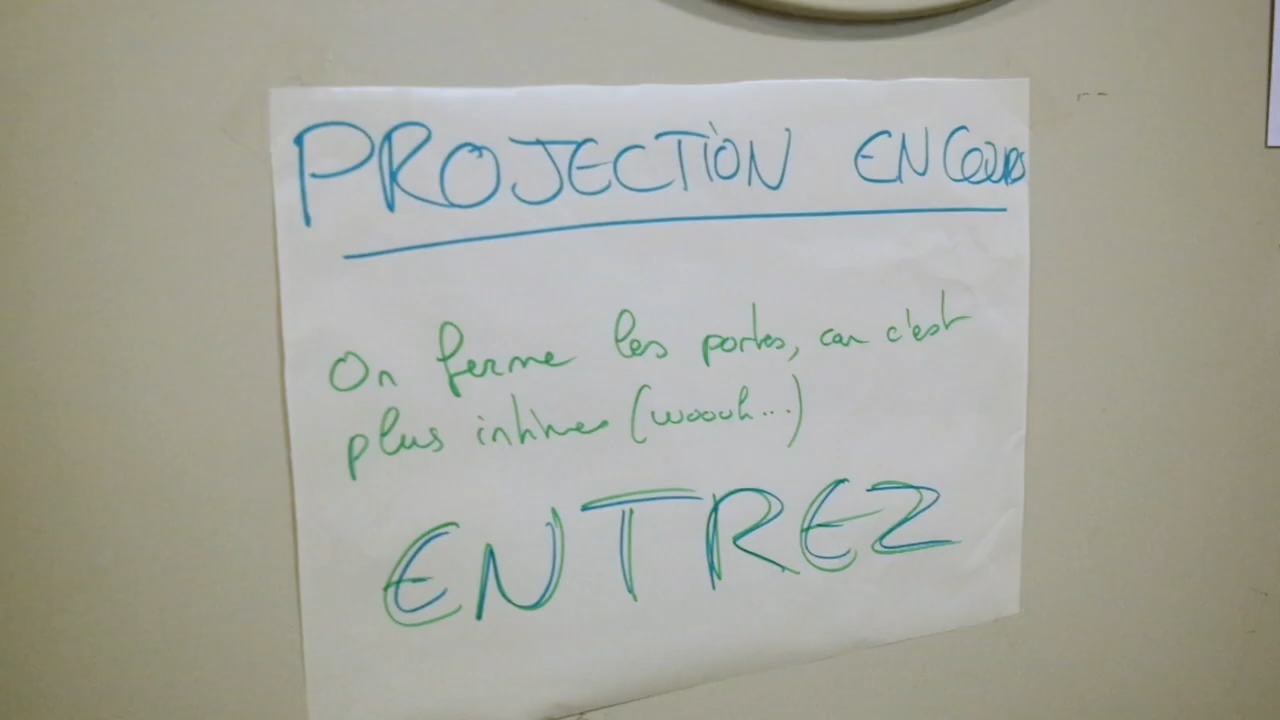 PROJECTION EN COURS
On ferme les portes, car c'est
plus intime (woouh...)
ENTREZ